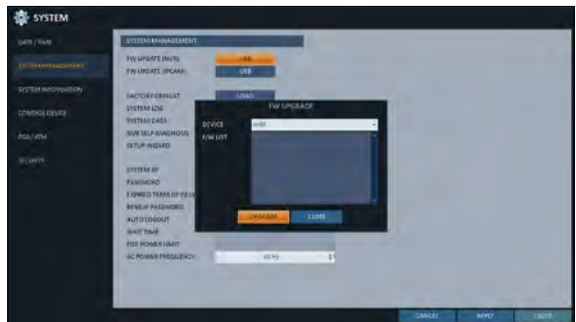 SYSTEM
DATE / TIME
SYSTEM MANAGEMENT
SYSTEM INFORMATION
CONTROL DEVICE
POS / ATM
SECURITY
SYSTEM MANAGEMENT
FW UPDATE (NVR)
USB
FW UPDATE (IPCAM)
USB
FACTORY DEFAULT
LOAD
SYSTEM LOG
SYSTEM DATA
NVR SELF-DIAGNOSIS
SETUP WIZARD
SYSTEM ID
PASSWORD
RENEW PASSWORD
AUTO LOGOUT
WAIT TIME
POE POWER LIMIT
AC POWER FREQUENCY
60 Hz
FW UPGRADE
DEVICE
F/W LIST
UPGRADE
CLOSE
CANCEL
APPLY
CLOSE